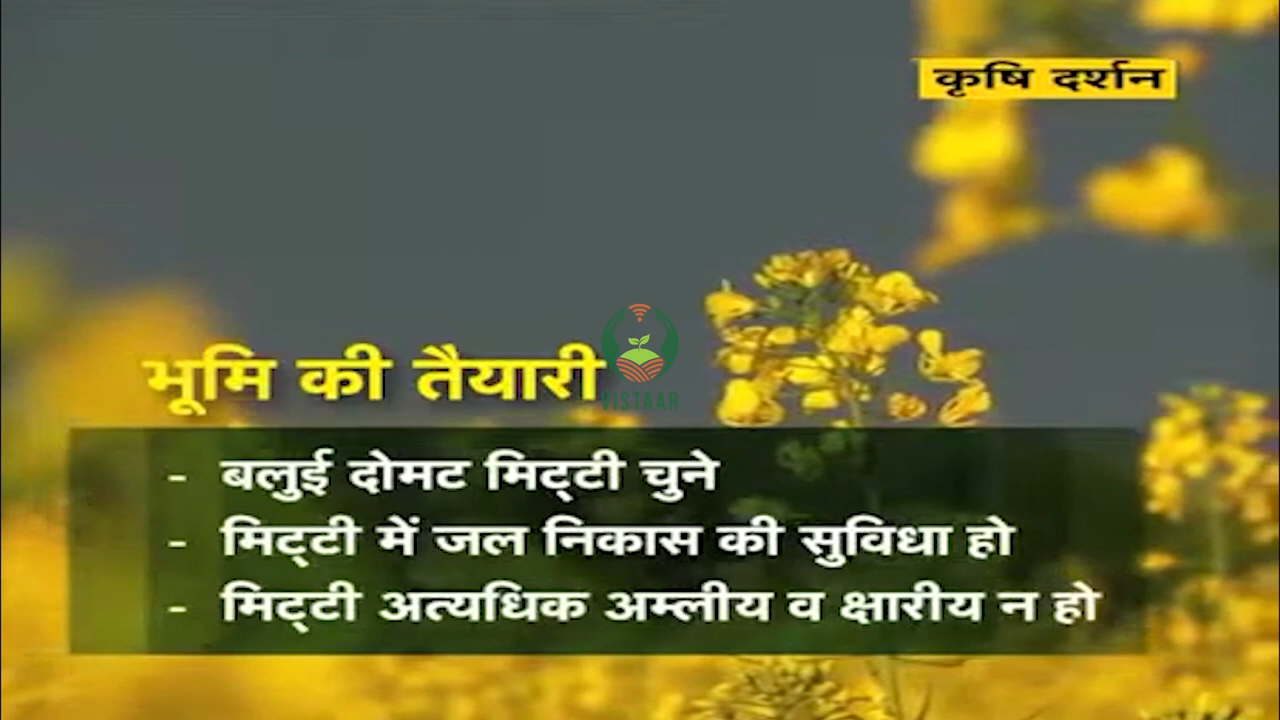 कृषि दर्शन
भूमि की तैयारी
VISTAAR
- बलुई दोमट मिट्टी चुने
- मिट्टी में जल निकास की सुविधा हो
- मिट्टी अत्यधिक अम्लीय व क्षारीय न हो